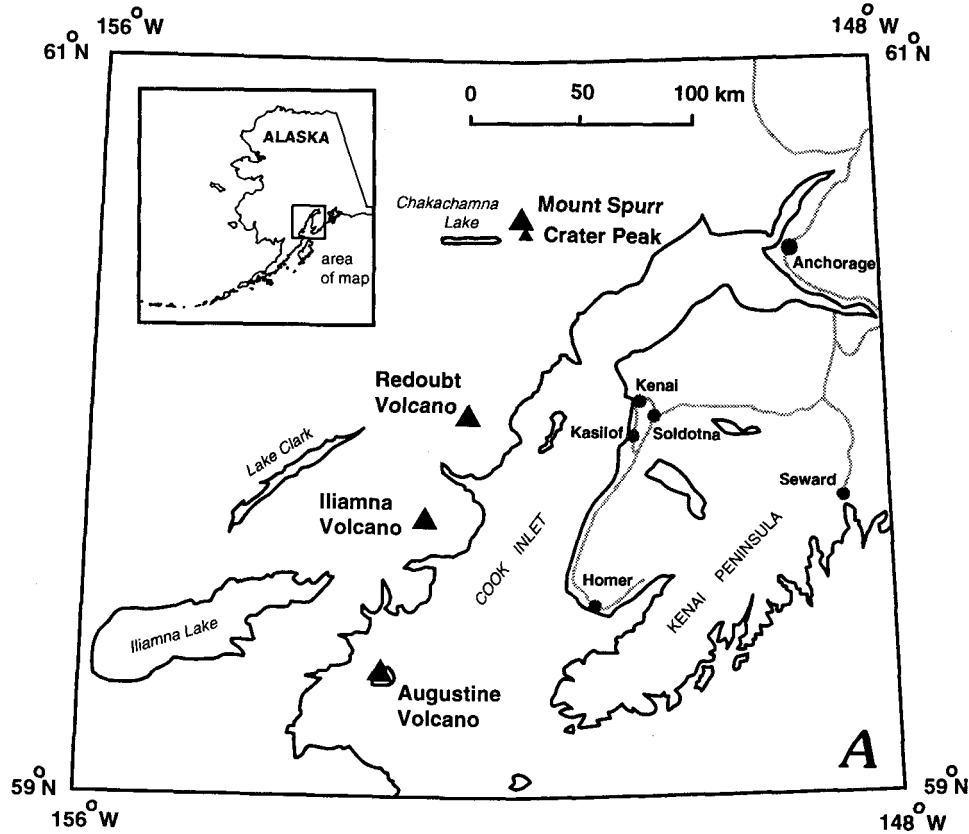 156°W
148°W
61°N
61°N
0 50 100 km
ALASKA
area
of map
Chakachamna
Lake
Mount Spurr
Crater Peak
Anchorage
Redoubt
Volcano
Kenai
Kasilof
Soldotna
Lake Clark
Seward
Iliamna
Volcano
COOK INLET
KENAI PENINSULA
Homer
Iliamna Lake
Augustine
Volcano
A
59°N
59°N
156°W
148°W